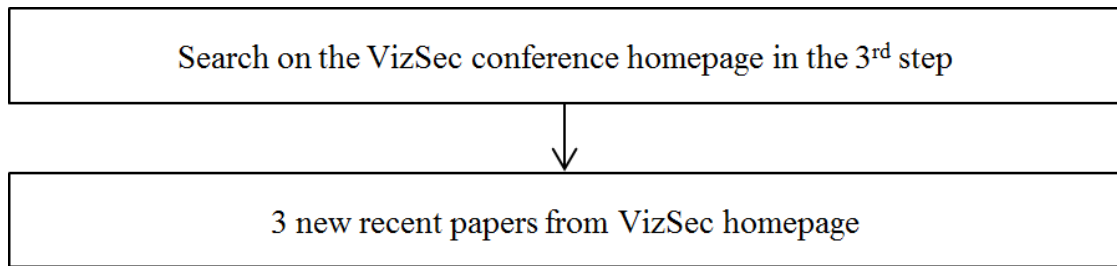 Search on the VizSec conference homepage in the 3rd step
3 new recent papers from VizSec homepage